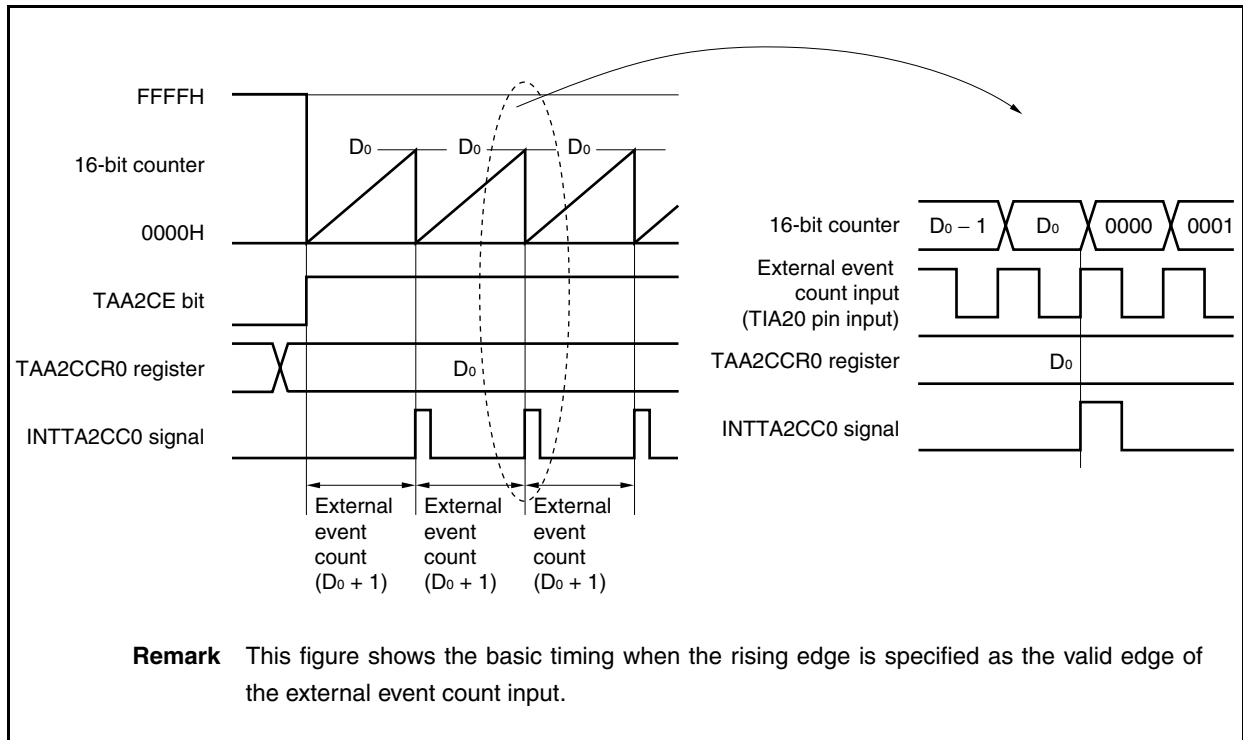 FFFFH
16-bit counter
0000H
D0 D0 D0
TAA2CE bit
TAA2CCR0 register
D0
INTTA2CC0 signal
External event count (D0 + 1)
External event count (D0 + 1)
External event count (D0 + 1)
16-bit counter
D0 – 1 D0 0000 0001
External event
count input
(TIA20 pin input)
TAA2CCR0 register
D0
INTTA2CC0 signal
Remark This figure shows the basic timing when the rising edge is specified as the valid edge of
the external event count input.